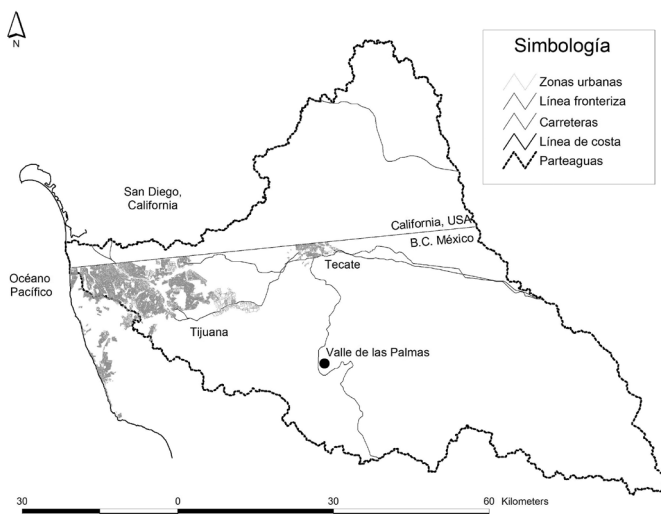 N
Simbología
Zonas urbanas
Línea fronteriza
Carreteras
Línea de costa
Parteaguas
San Diego,
California
California, USA
B.C. México
Océano
Pacífico
Tecate
Tijuana
Valle de las Palmas
30 0 30 60 Kilometers